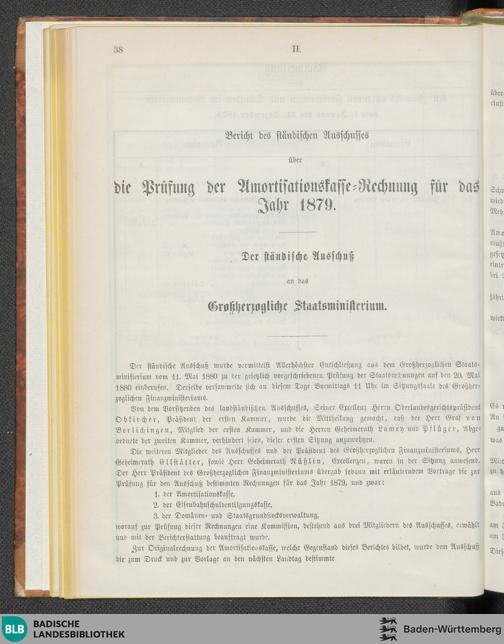 38
II.
Bericht des ständischen Ausschusses
über
die Prüfung der Amortisationskasse-Rechnung für das
Jahr 1879.
Der ständische Ausschuß
an das
Großherzogliche Staatsministerium.
Der ständische Ausschuß wurde vermittelst Allerhöchster Entschließung aus dem Großherzoglichen Staats-
ministerium vom 11. Mai 1880 zu der gesetzlich vorgeschriebenen Prüfung der Staatsrechnungen auf den 20. Mai
1880 einberufen. Derselbe versammelte sich an diesem Tage Vormittags 11 Uhr im Sitzungssaale des Großher-
zoglichen Finanzministeriums.
Von dem Vorsitzenden des landständischen Ausschusses, Seiner Excellenz Herrn Oberlandesgerichtspräsident
Obkircher, Präsident der ersten Kammer, wurde die Mittheilung gemacht, daß der Herr Graf von
Berlichingen, Mitglied der ersten Kammer, und die Herren Geheimerath Lamey und Pflüger, Abge-
ordnete der zweiten Kammer, verhindert seien, dieser ersten Sitzung anzuwohnen.
Die weiteren Mitglieder des Ausschusses und der Präsident des Großherzoglichen Finanzministeriums, Herr
Geheimerath Ellstätter, sowie Herr Geheimerath Nüßlin, Excellenzen, waren in der Sitzung anwesend.
Der Herr Präsident des Großherzoglichen Finanzministeriums übergab sodann mit erläuterndem Vortrage die zur
Prüfung für den Ausschuß bestimmten Rechnungen für das Jahr 1879, und zwar:
1. der Amortisationskasse,
2. der Eisenbahnschuldentilgungskasse,
3. der Domänen- und Staatsgrundstocksverwaltung,
worauf zur Prüfung dieser Rechnungen eine Kommission, bestehend aus drei Mitgliedern des Ausschusses, erwählt
und mit der Berichterstattung beauftragt wurde.
Zur Originalrechnung der Amortisationskasse, welche Gegenstand dieses Berichtes bildet, wurde dem Ausschuß
die zum Druck und zur Vorlage an den nächsten Landtag bestimmte
BLB
BADISCHE
LANDESBIBLIOTHEK
Baden-Württemberg